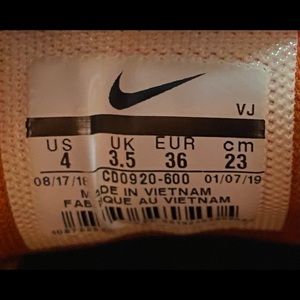 VJ
US UK EUR cm
4 3.5 36 23
08/17/18 CD0920-600 01/07/19
MADE IN VIETNAM
FABRIQUE AU VIETNAM